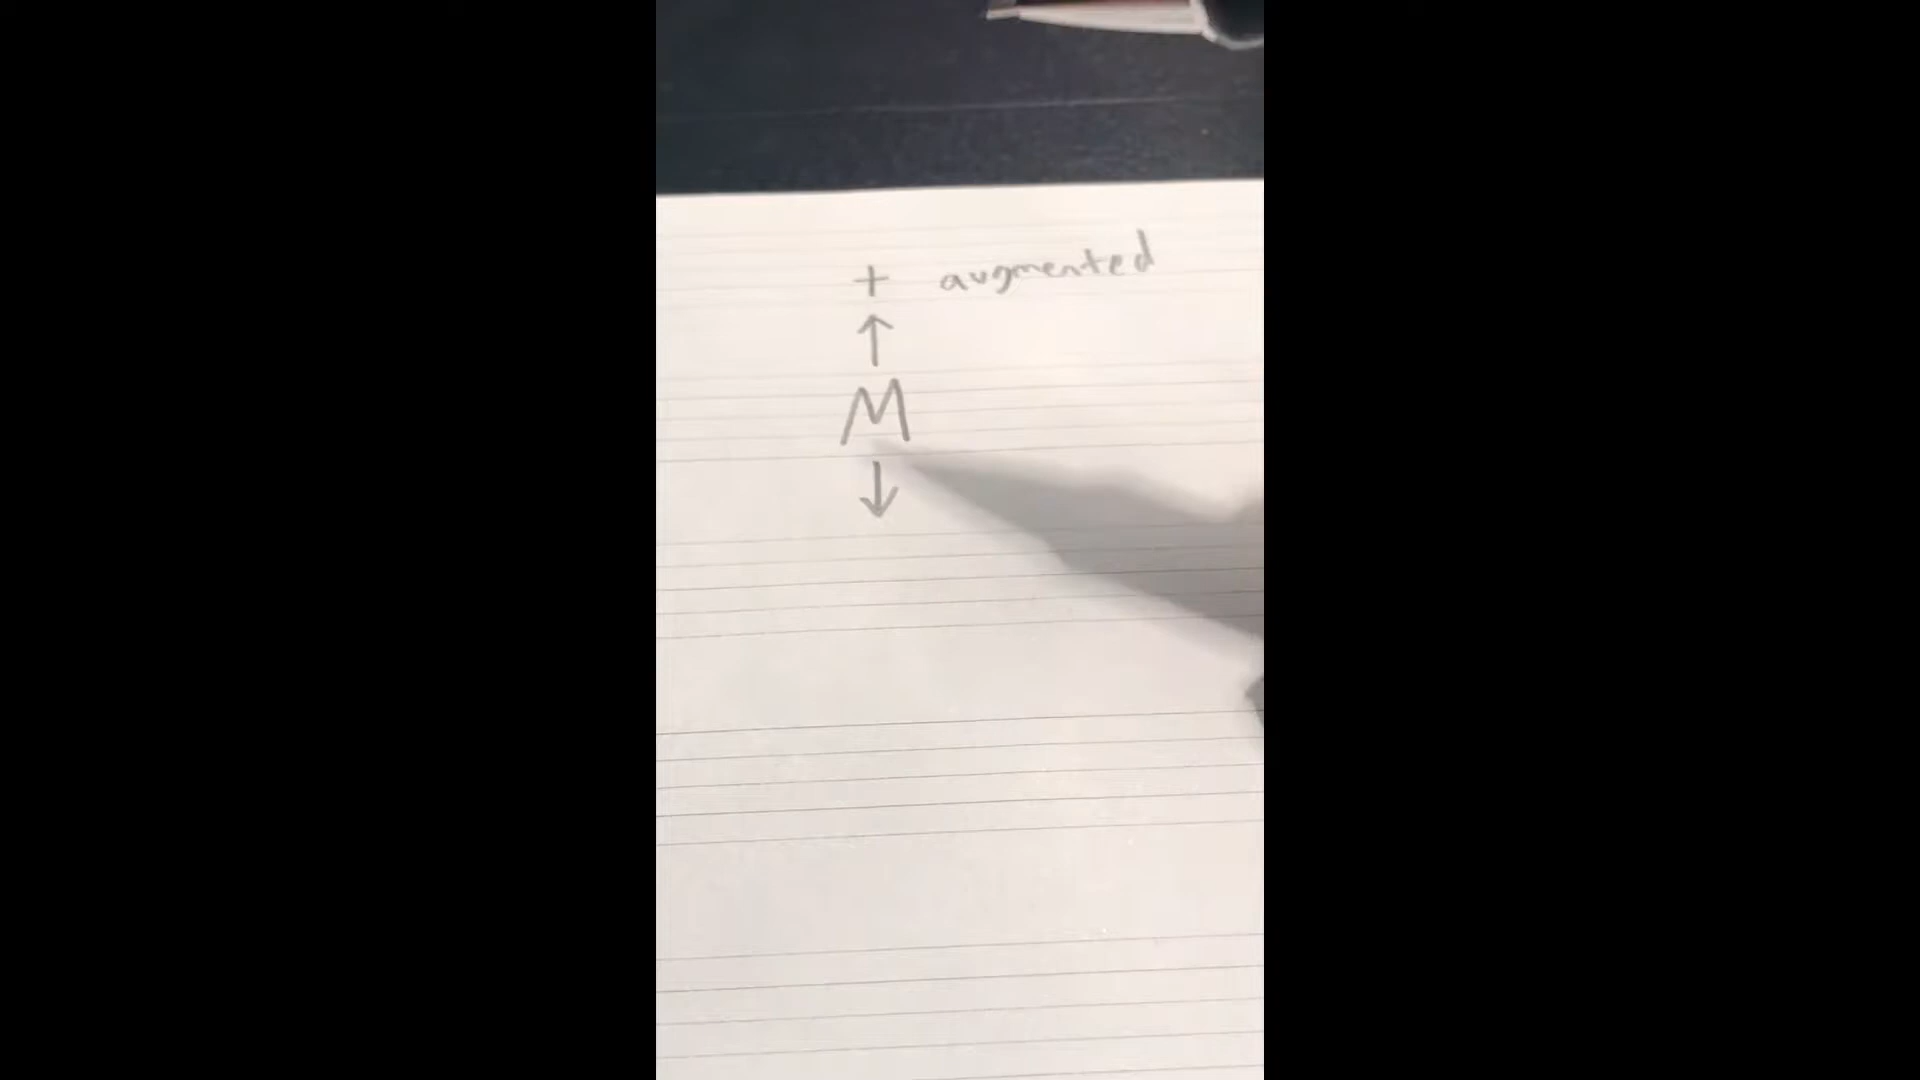 + augmented
↑
M
↓